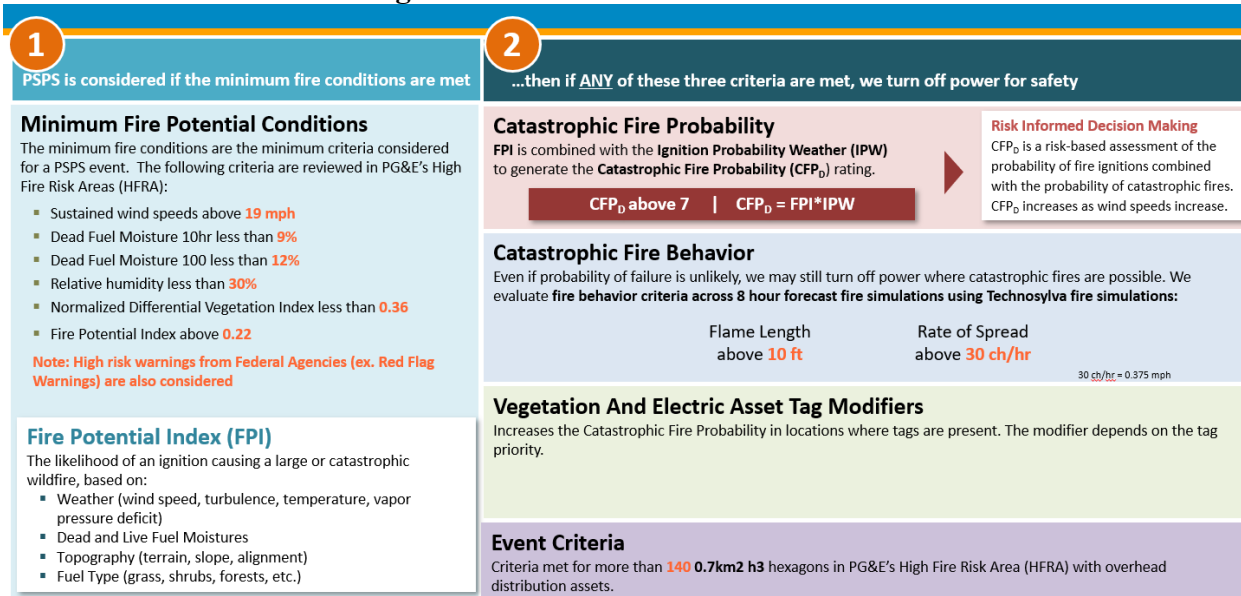 1
PSPS is considered if the minimum fire conditions are met
Minimum Fire Potential Conditions
The minimum fire conditions are the minimum criteria considered
for a PSPS event.  The following criteria are reviewed in PG&E's High
Fire Risk Areas (HFRA):
▪ Sustained wind speeds above 19 mph
▪ Dead Fuel Moisture 10hr less than 9%
▪ Dead Fuel Moisture 100 less than 12%
▪ Relative humidity less than 30%
▪ Normalized Differential Vegetation Index less than 0.36
▪ Fire Potential Index above 0.22
Note: High risk warnings from Federal Agencies (ex. Red Flag
Warnings) are also considered
Fire Potential Index (FPI)
The likelihood of an ignition causing a large or catastrophic
wildfire, based on:
▪ Weather (wind speed, turbulence, temperature, vapor
pressure deficit)
▪ Dead and Live Fuel Moistures
▪ Topography (terrain, slope, alignment)
▪ Fuel Type (grass, shrubs, forests, etc.)
2
...then if ANY of these three criteria are met, we turn off power for safety
Catastrophic Fire Probability
FPI is combined with the Ignition Probability Weather (IPW)
to generate the Catastrophic Fire Probability (CFPD) rating.
CFPD above 7 | CFPD = FPI*IPW
Risk Informed Decision Making
CFPD is a risk-based assessment of the
probability of fire ignitions combined
with the probability of catastrophic fires.
CFPD increases as wind speeds increase.
Catastrophic Fire Behavior
Even if probability of failure is unlikely, we may still turn off power where catastrophic fires are possible. We
evaluate fire behavior criteria across 8 hour forecast fire simulations using Technosylva fire simulations:
Flame Length
above 10 ft
Rate of Spread
above 30 ch/hr
30 ch/hr = 0.375 mph
Vegetation And Electric Asset Tag Modifiers
Increases the Catastrophic Fire Probability in locations where tags are present. The modifier depends on the tag
priority.
Event Criteria
Criteria met for more than 140 0.7km2 h3 hexagons in PG&E's High Fire Risk Area (HFRA) with overhead
distribution assets.